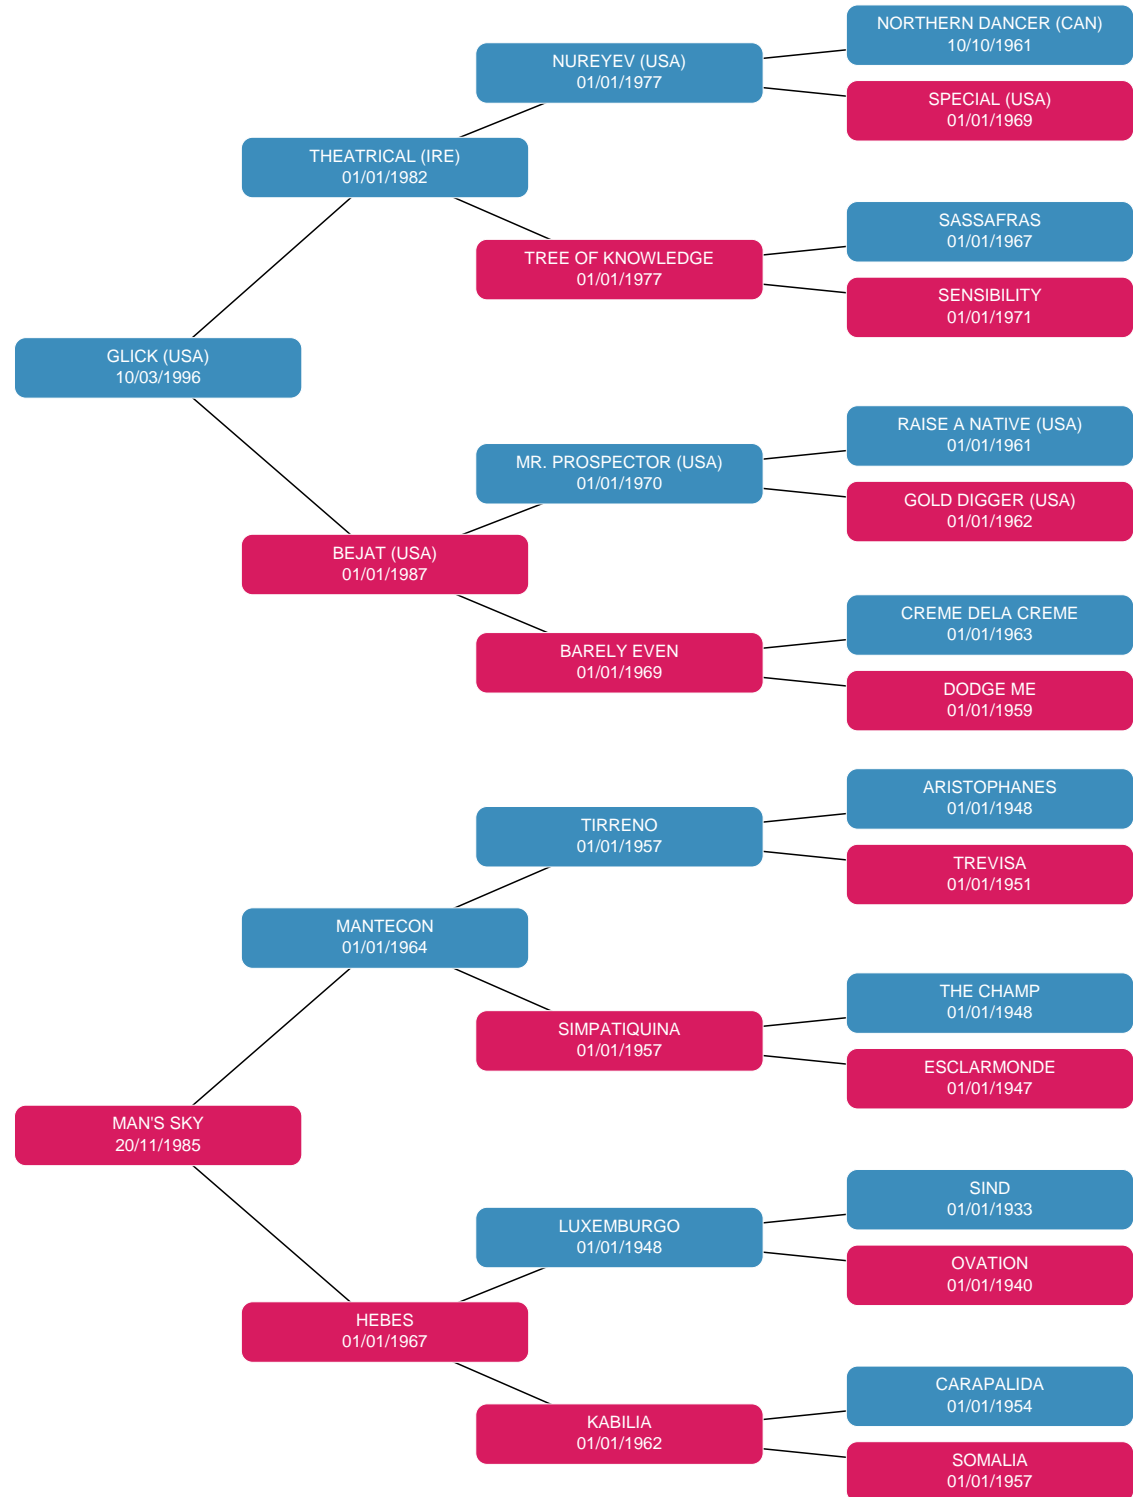 NORTHERN DANCER (CAN)
10/10/1961
NUREYEV (USA)
01/01/1977
SPECIAL (USA)
01/01/1969
THEATRICAL (IRE)
01/01/1982
SASSAFRAS
01/01/1967
TREE OF KNOWLEDGE
01/01/1977
SENSIBILITY
01/01/1971
GLICK (USA)
10/03/1996
RAISE A NATIVE (USA)
01/01/1961
MR. PROSPECTOR (USA)
01/01/1970
GOLD DIGGER (USA)
01/01/1962
BEJAT (USA)
01/01/1987
CREME DELA CREME
01/01/1963
BARELY EVEN
01/01/1969
DODGE ME
01/01/1959
ARISTOPHANES
01/01/1948
TIRRENO
01/01/1957
TREVISA
01/01/1951
MANTECON
01/01/1964
THE CHAMP
01/01/1948
SIMPATIQUINA
01/01/1957
ESCLARMONDE
01/01/1947
MAN'S SKY
20/11/1985
SIND
01/01/1933
LUXEMBURGO
01/01/1948
OVATION
01/01/1940
HEBES
01/01/1967
CARAPALIDA
01/01/1954
KABILIA
01/01/1962
SOMALIA
01/01/1957